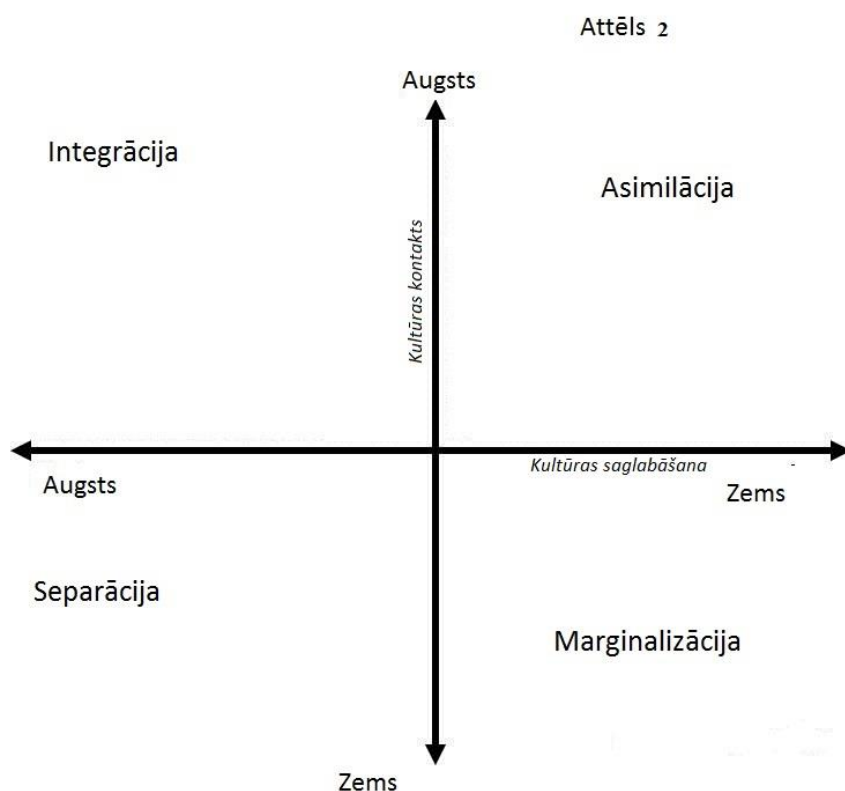 Attēls 2
Augsts
Integrācija
Asimilācija
Kultūras kontakts
Kultūras saglabāšana
Augsts
Zems
Separācija
Marginalizācija
Zems